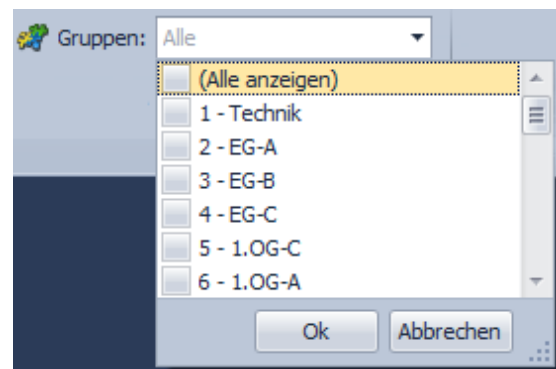 Gruppen: Alle
(Alle anzeigen)
1 - Technik
2 - EG-A
3 - EG-B
4 - EG-C
5 - 1.OG-C
6 - 1.OG-A
Ok Abbrechen